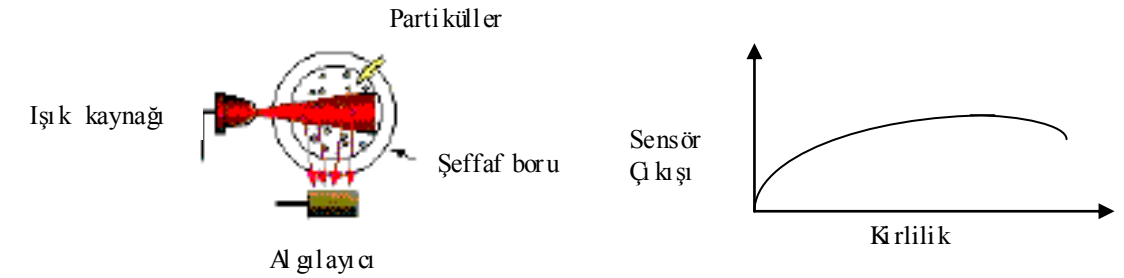 Partiküller
Işık kaynağı
Şeffaf boru
Algılayıcı
Sensör
Çıkışı
Kirlilik